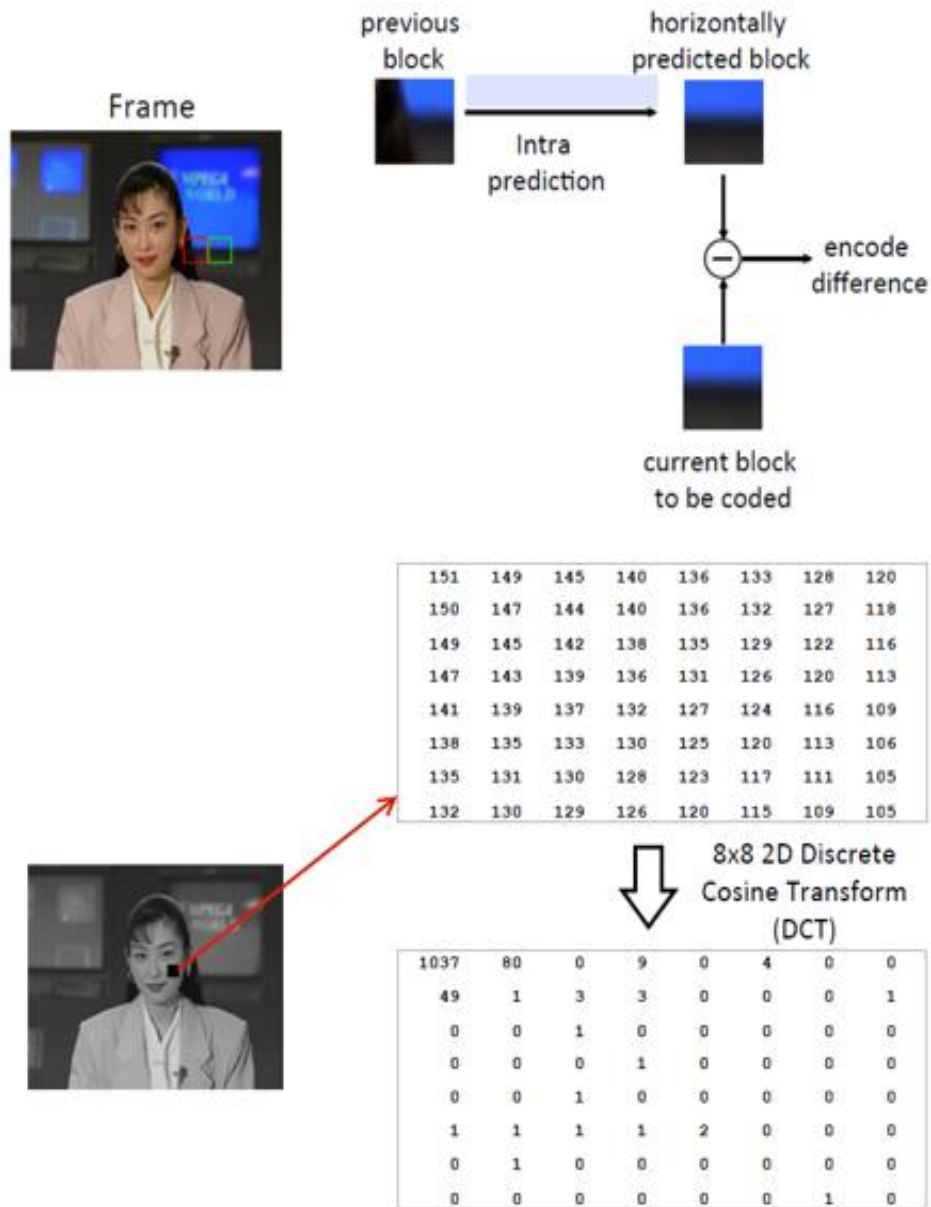 previous
block
horizontally
predicted block
Frame
Intra
prediction
MPEG4
WORLD
encode
difference
current block
to be coded
151 149 145 140 136 133 128 120
150 147 144 140 136 132 127 118
149 145 142 138 135 129 122 116
147 143 139 136 131 126 120 113
141 139 137 132 127 124 116 109
138 135 133 130 125 120 113 106
135 131 130 128 123 117 111 105
132 130 129 126 120 115 109 105
8x8 2D Discrete
Cosine Transform
(DCT)
MPEG4
WORLD
1037 80 0 9 0 4 0 0
49 1 3 3 0 0 0 1
0 0 1 0 0 0 0 0
0 0 0 1 0 0 0 0
0 0 1 0 0 0 0 0
1 1 1 1 2 0 0 0
0 1 0 0 0 0 0 0
0 0 0 0 0 0 1 0